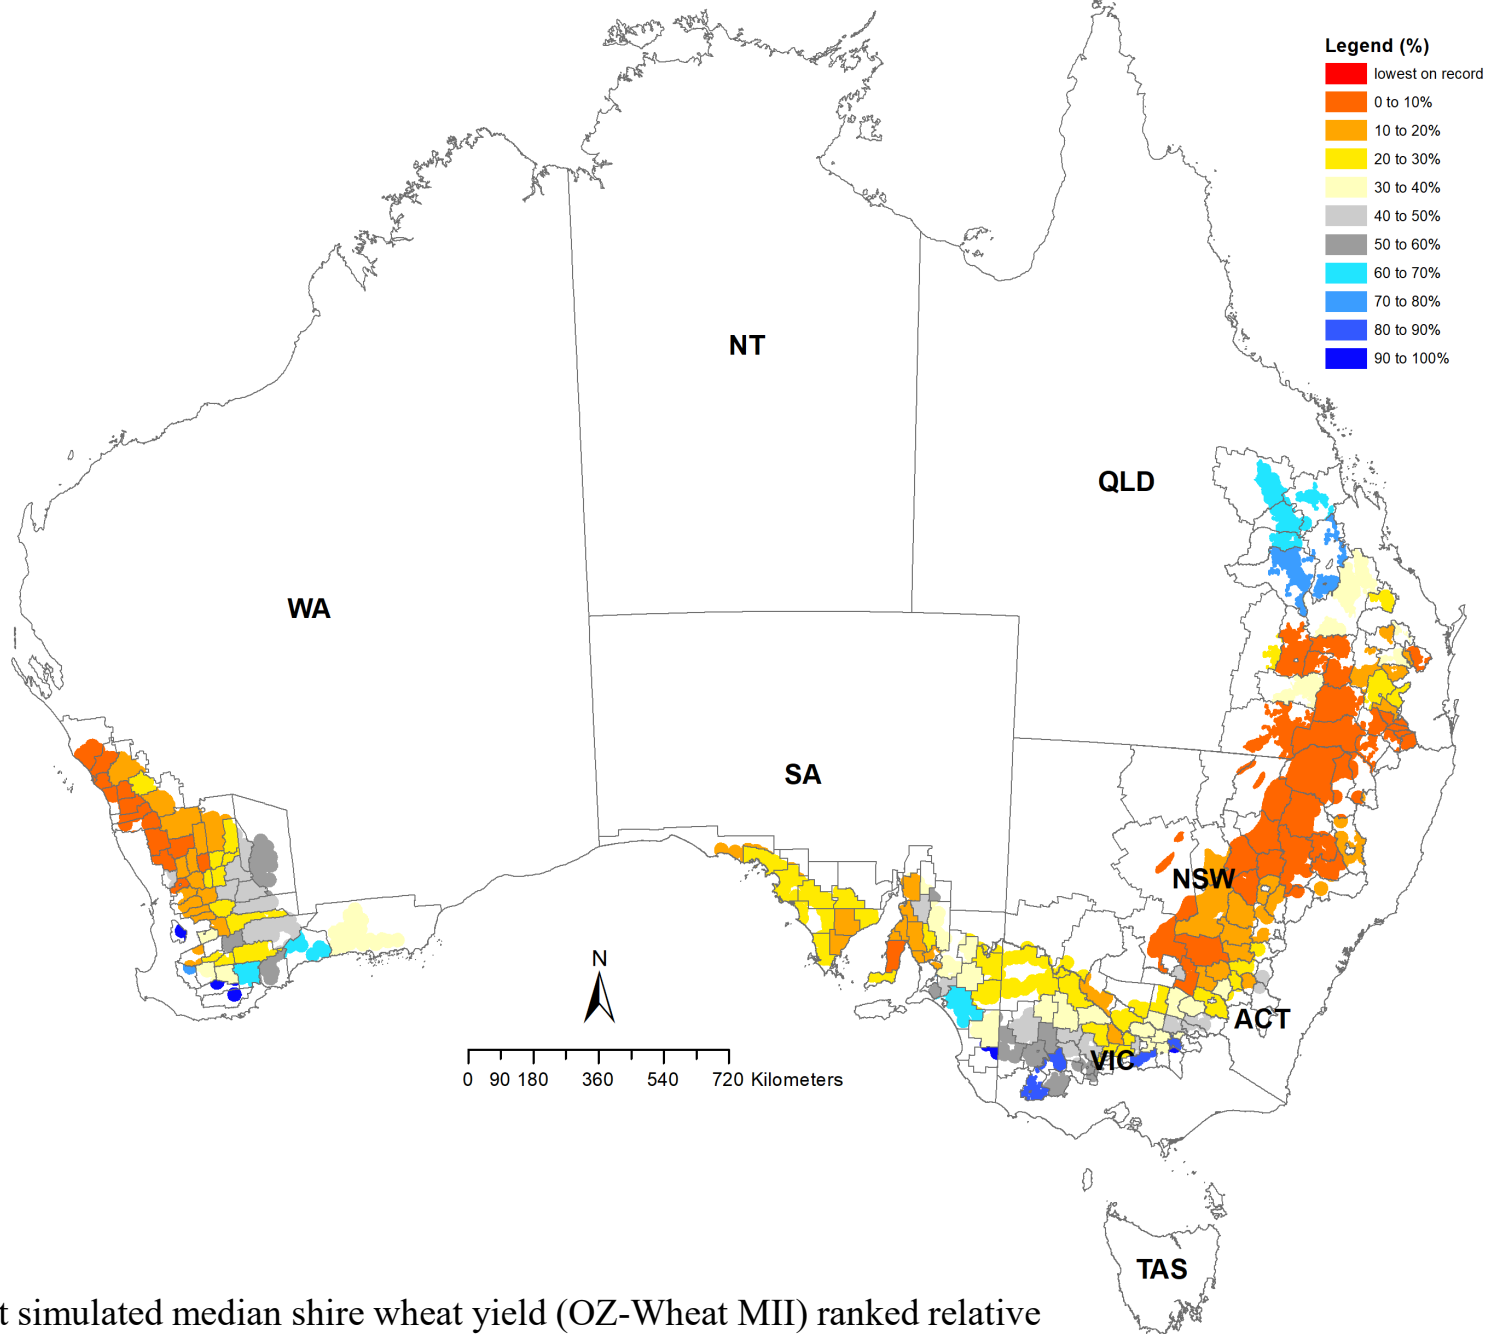 Legend (%)
lowest on record
0 to 10%
10 to 20%
20 to 30%
30 to 40%
40 to 50%
50 to 60%
60 to 70%
70 to 80%
80 to 90%
90 to 100%
NT
QLD
WA
SA
NSW
ACT
VIC
N
0 90 180 360 540 720 Kilometers
TAS
t simulated median shire wheat yield (OZ-Wheat MII) ranked relative